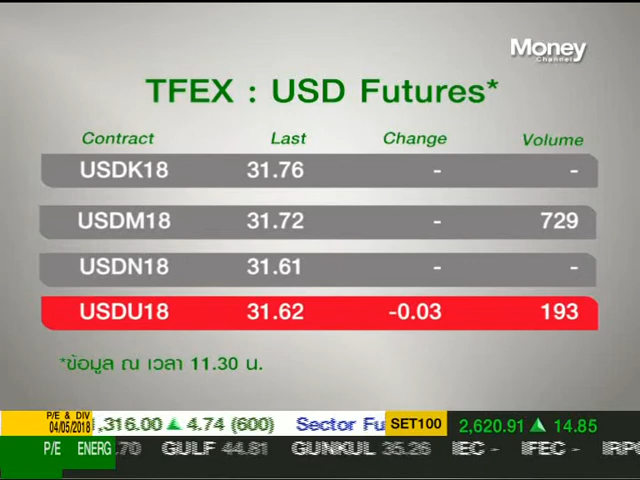 Money
Channel
TFEX : USD Futures*
Contract Last Change Volume
USDK18 31.76 - -
USDM18 31.72 - 729
USDN18 31.61 - -
USDU18 31.62 -0.03 193
*ข้อมูล ณ เวลา 11.30 น.
P/E & DIV
04/05/2018 ,316.00 ▲ 4.74 (600) Sector Fu SET100 2,620.91 ▲ 14.85
P/E ENERG .70 GULF 44.81 GUNKUL 35.26 IEC - IFEC - IRPC